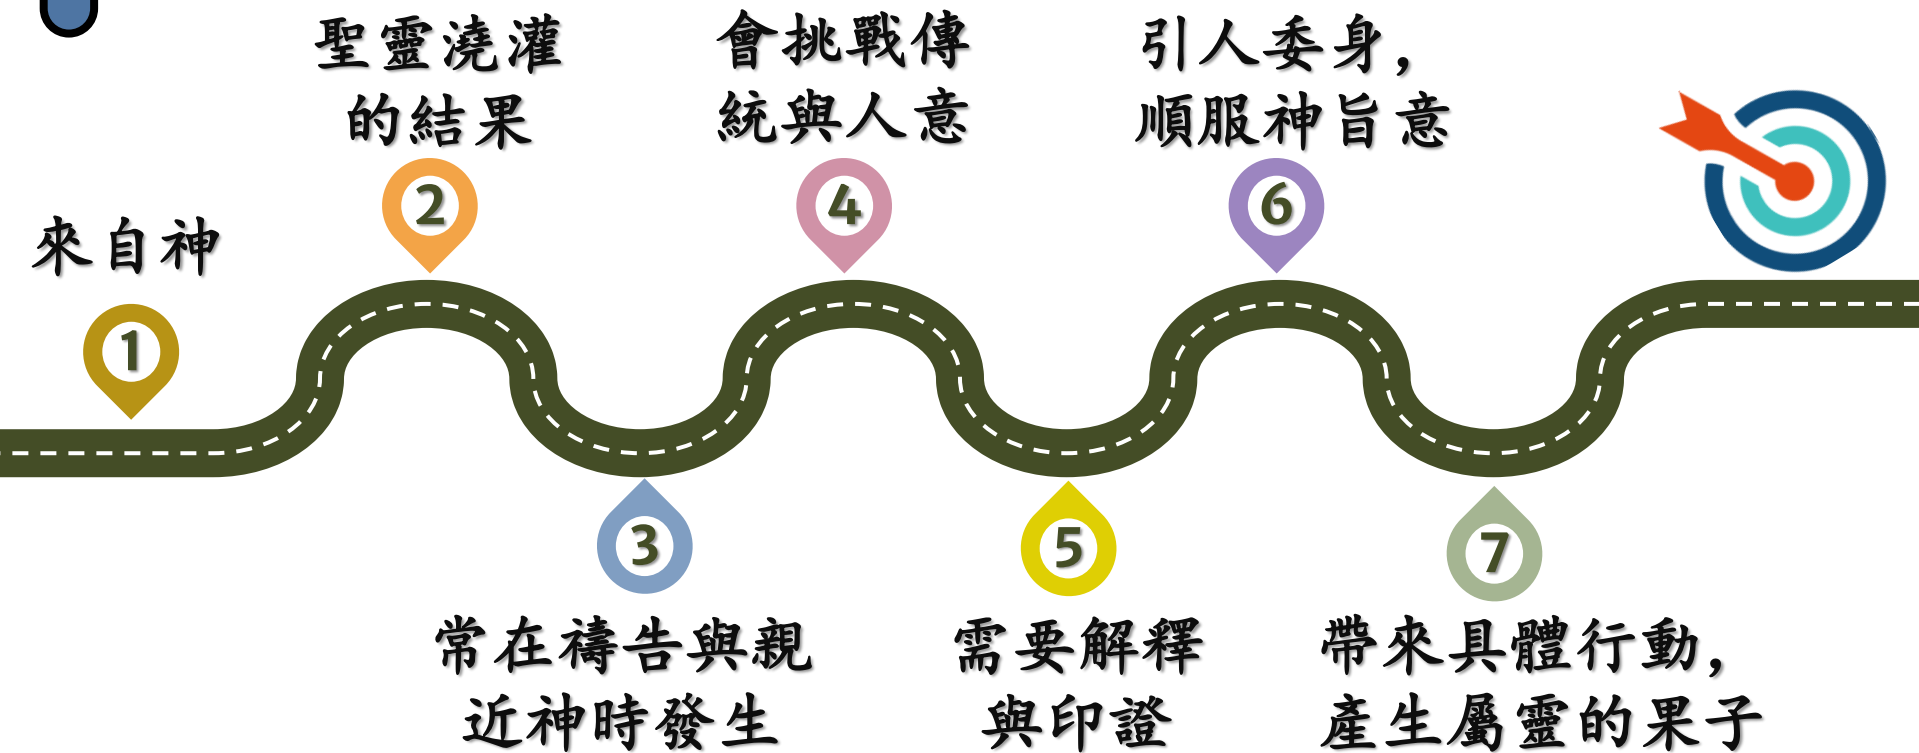 來自神
1
聖靈澆灌
的結果
2
3
常在禱告與親
近神時發生
會挑戰傳
統與人意
4
5
需要解釋
與印證
引人委身,
順服神旨意
6
7
帶來具體行動,
產生屬靈的果子